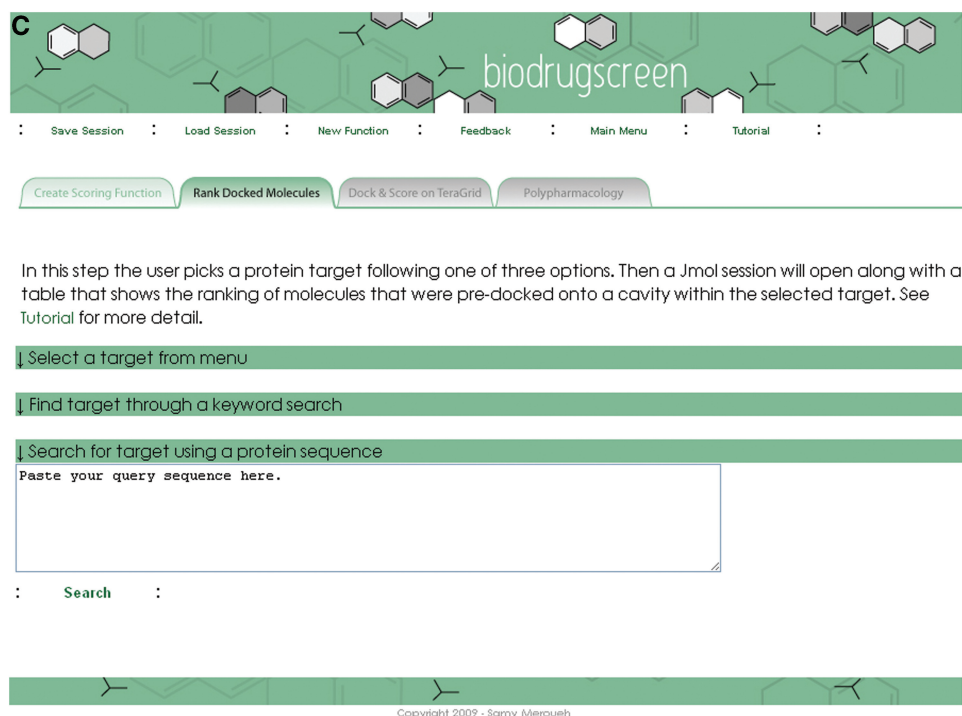 C
biodrugscreen
: Save Session : Load Session : New Function : Feedback : Main Menu : Tutorial :
Create Scoring Function Rank Docked Molecules Dock & Score on TeraGrid Polypharmacology
In this step the user picks a protein target following one of three options. Then a Jmol session will open along with a
table that shows the ranking of molecules that were pre-docked onto a cavity within the selected target. See
Tutorial for more detail.
↓ Select a target from menu
↓ Find target through a keyword search
↓ Search for target using a protein sequence
Paste your query sequence here.
: Search :
Copyright 2009 - Samy Meroueh